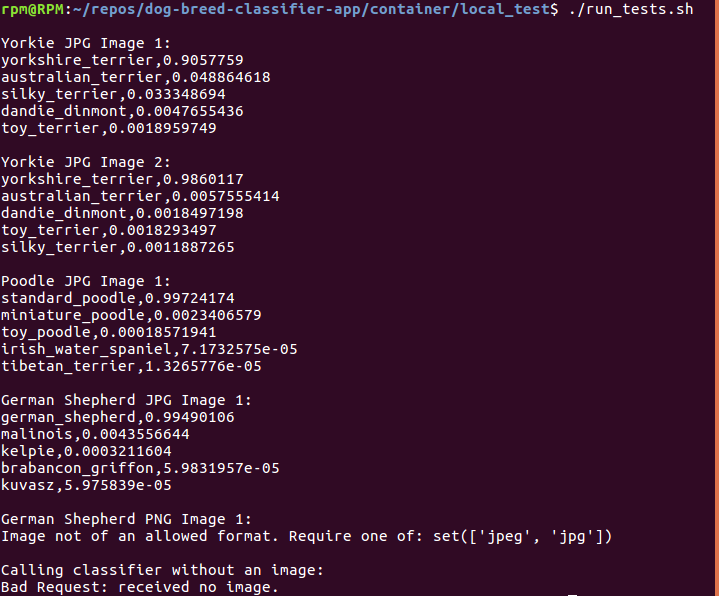 rpm@RPM:~/repos/dog-breed-classifier-app/container/local_test$ ./run_tests.sh
Yorkie JPG Image 1:
yorkshire_terrier,0.9057759
australian_terrier,0.048864618
silky_terrier,0.033348694
dandie_dinmont,0.0047655436
toy_terrier,0.0018959749
Yorkie JPG Image 2:
yorkshire_terrier,0.9860117
australian_terrier,0.0057555414
dandie_dinmont,0.0018497198
toy_terrier,0.0018293497
silky_terrier,0.0011887265
Poodle JPG Image 1:
standard_poodle,0.99724174
miniature_poodle,0.0023406579
toy_poodle,0.00018571941
irish_water_spaniel,7.1732575e-05
tibetan_terrier,1.3265776e-05
German Shepherd JPG Image 1:
german_shepherd,0.99490106
malinois,0.0043556644
kelpie,0.0003211604
brabancon_griffon,5.9831957e-05
kuvasz,5.975839e-05
German Shepherd PNG Image 1:
Image not of an allowed format. Require one of: set(['jpeg', 'jpg'])
Calling classifier without an image:
Bad Request: received no image.